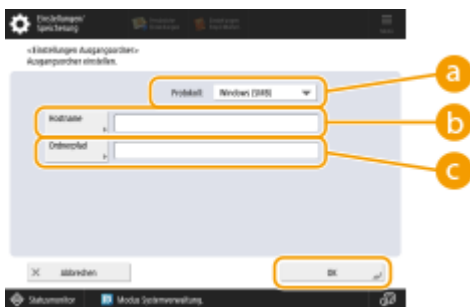 Einstellungen/
Speicherung
<Einstellungen Ausgangsordner>
Ausgangsordner einstellen.
Protokoll:
Windows (SMB)
a
Hostname
b
Ordnerpfad
c
Abbrechen
OK
Statusmonitor
Modus Systemverwaltung.